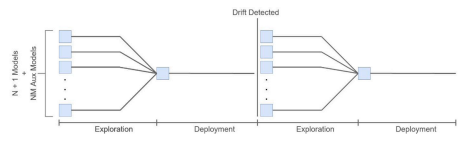 Drift Detected
N + 1 Models
+
NM Aux Models
Exploration
Deployment
Exploration
Deployment